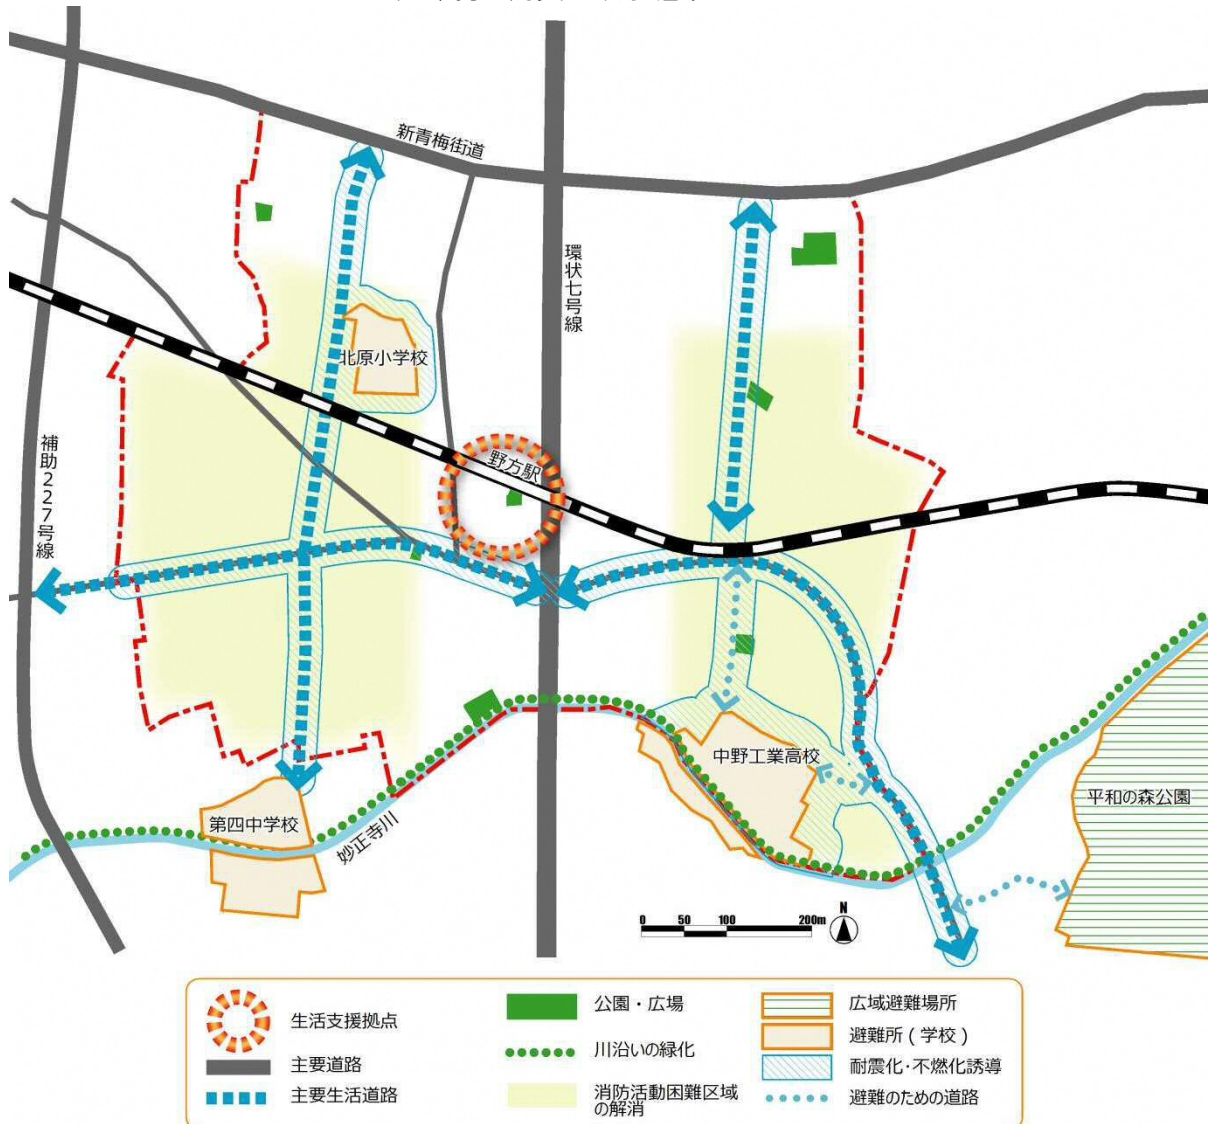 新青梅街道
環状七号線
北原小学校
野方駅
補助227号線
中野工業高校
平和の森公園
第四中学校
妙正寺川
0 50 100 200m
N
生活支援拠点
主要道路
主要生活道路
公園・広場
川沿いの緑化
消防活動困難区域
の解消
広域避難場所
避難所(学校)
耐震化・不燃化誘導
避難のための道路